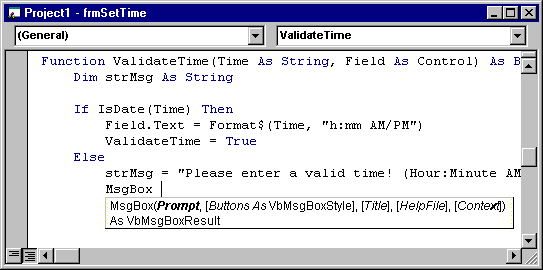 Project1 - frmSetTime
(General) ValidateTime
Function ValidateTime(Time As String, Field As Control) As B
Dim strMsg As String
If IsDate(Time) Then
Field.Text = Format$(Time, "h:mm AM/PM")
ValidateTime = True
Else
strMsg = "Please enter a valid time! (Hour:Minute AM
MsgBox
MsgBox(Prompt, [Buttons As VbMsgBoxStyle], [Title], [HelpFile], [Context])
As VbMsgBoxResult